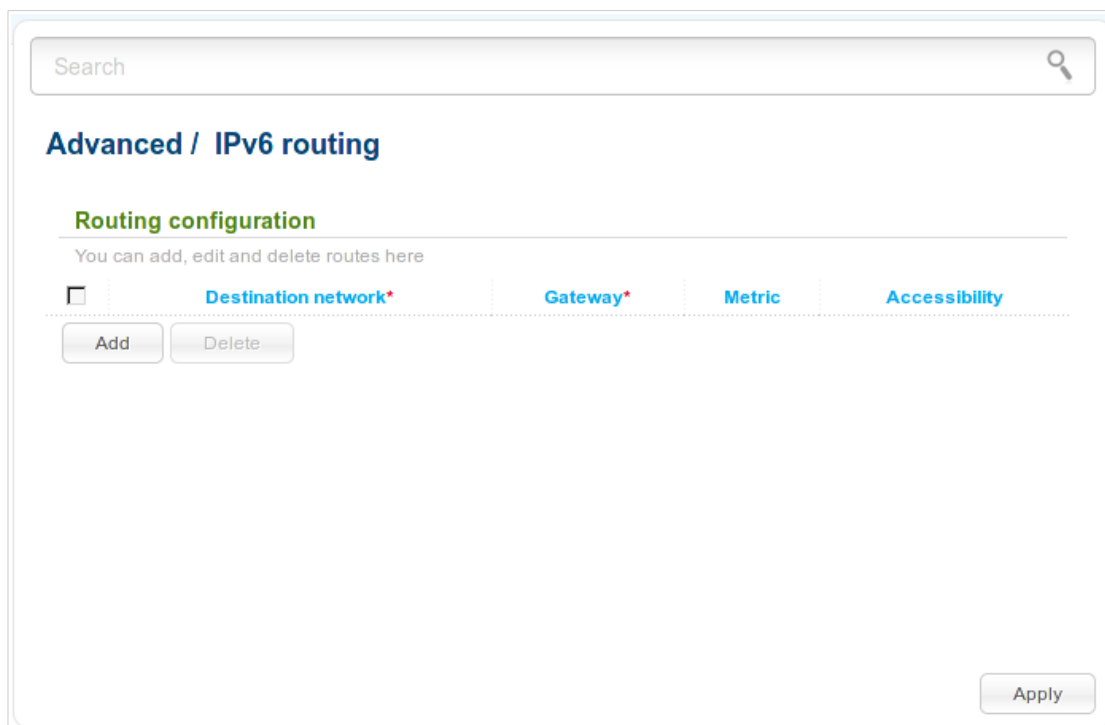 Search
Advanced / IPv6 routing
Routing configuration
You can add, edit and delete routes here
Destination network* Gateway* Metric Accessibility
Add Delete
Apply